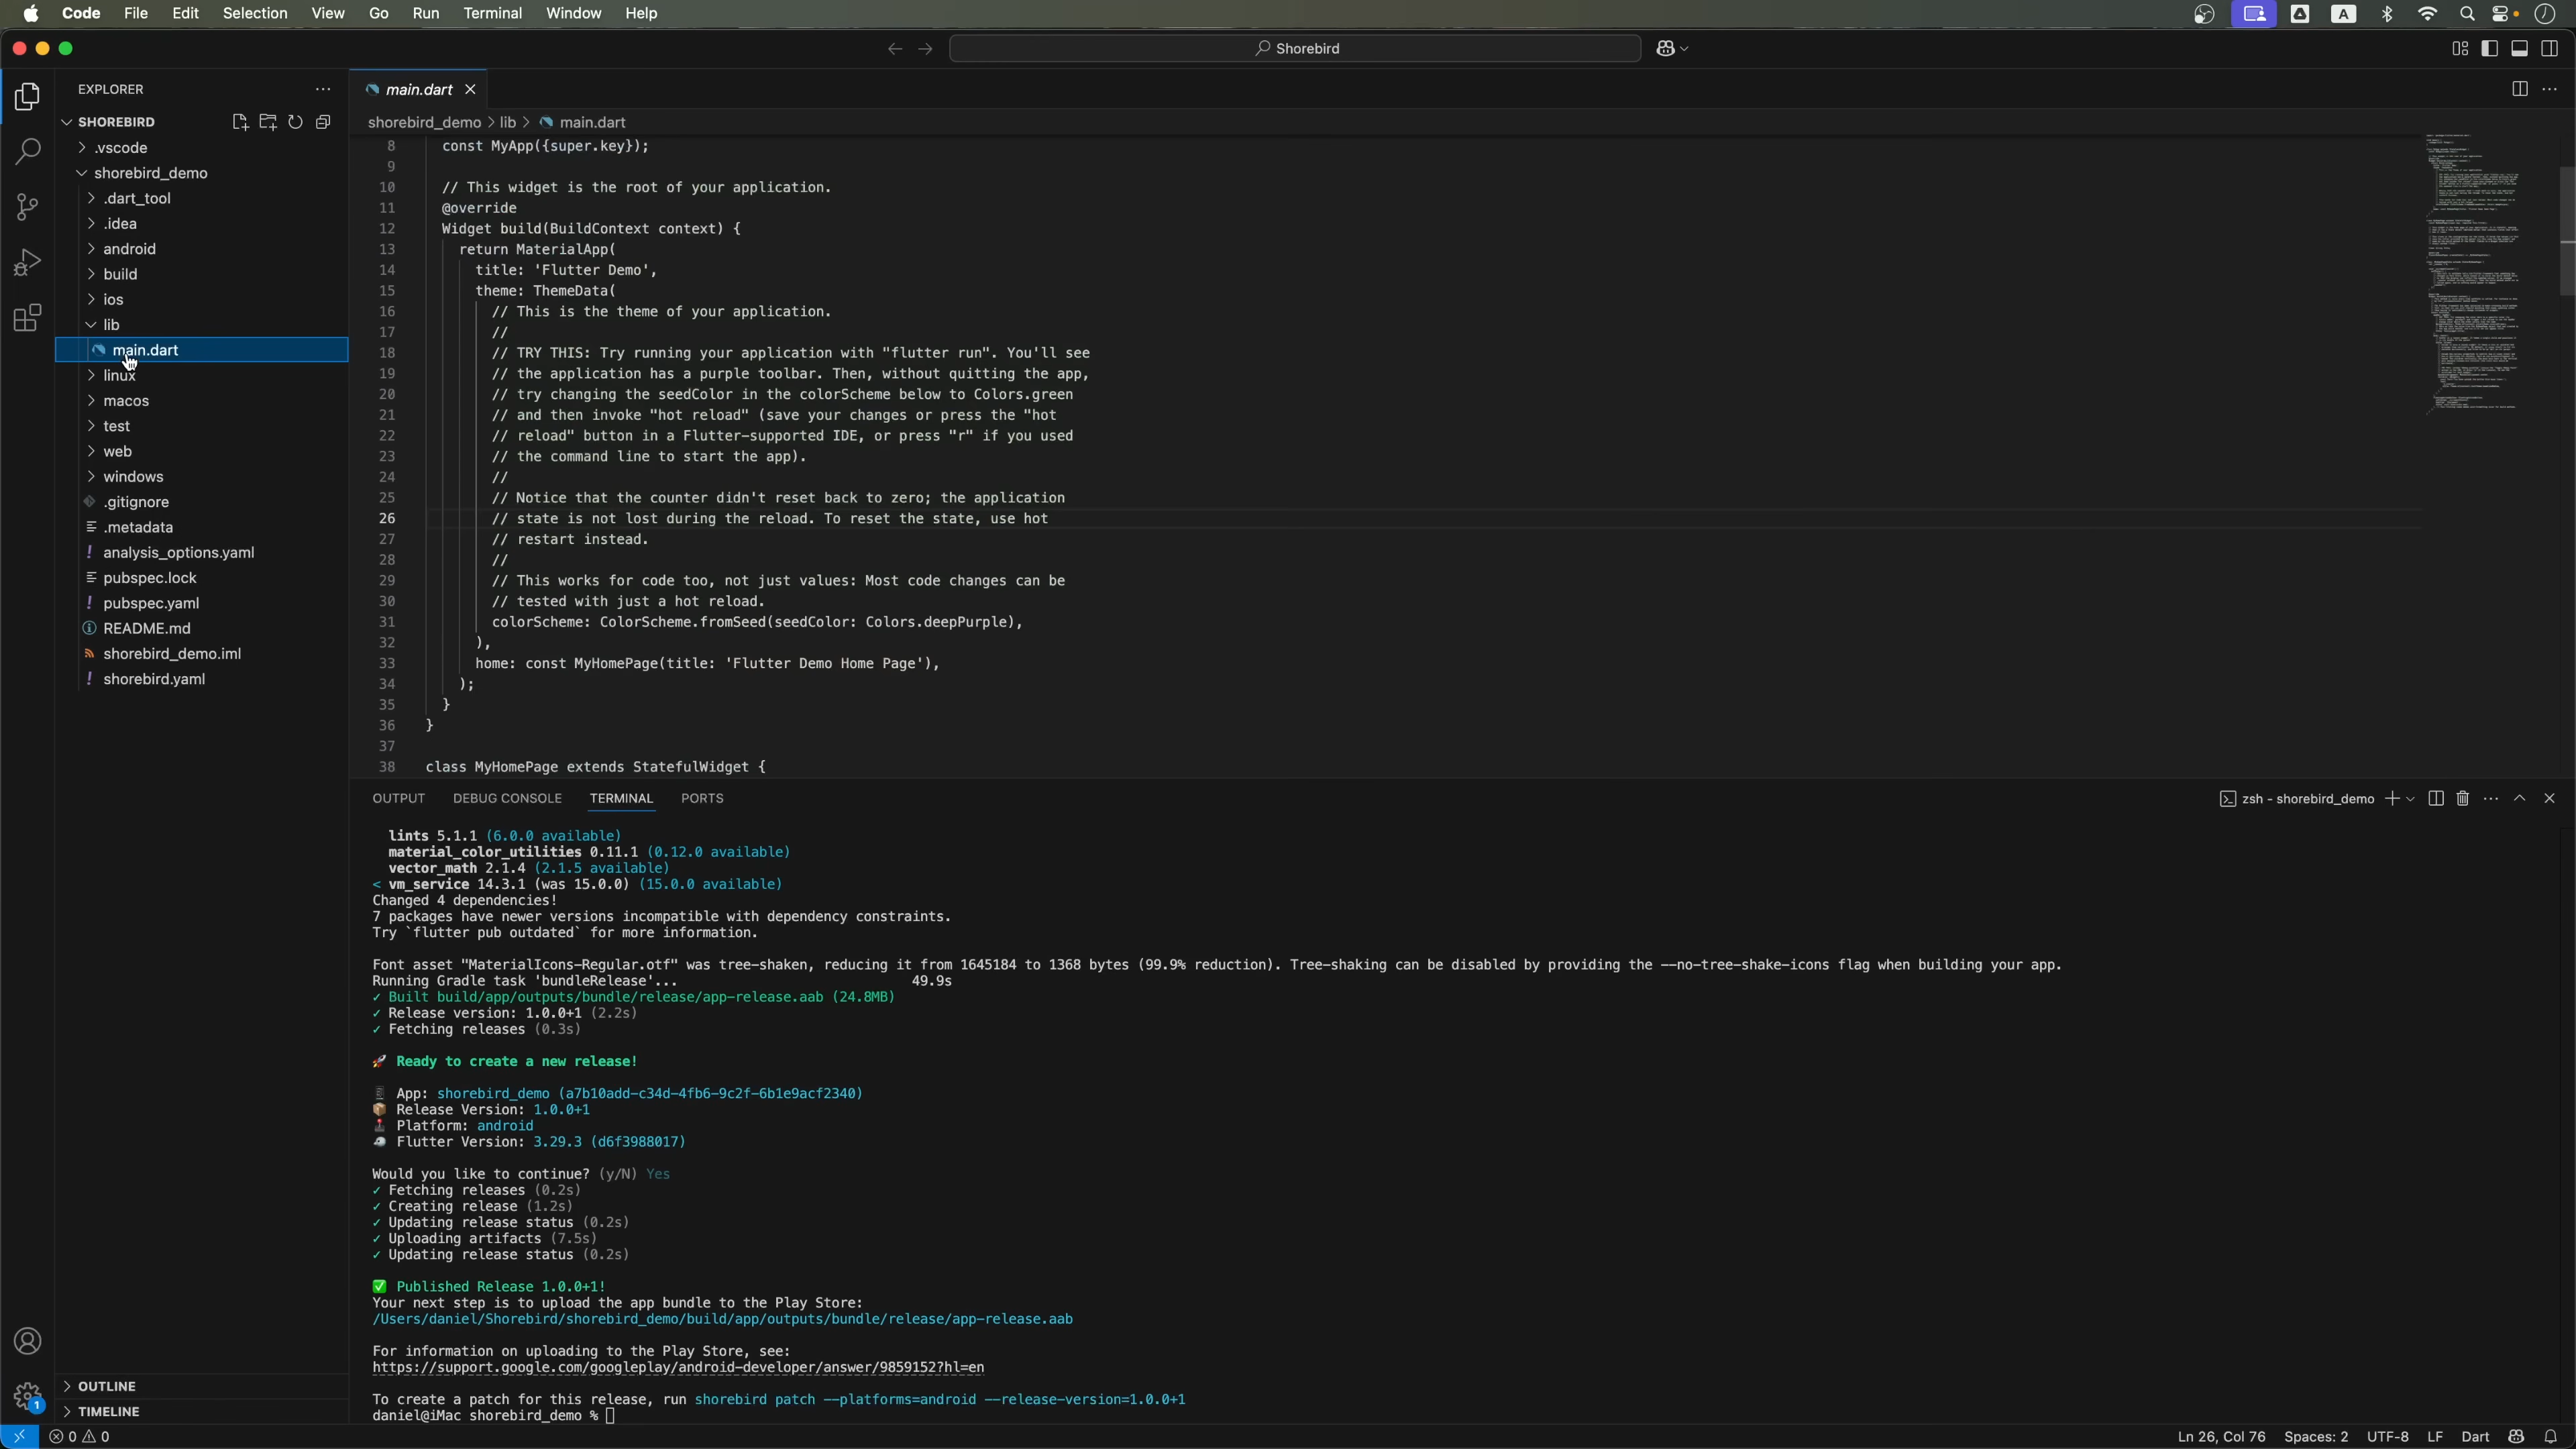 Code File Edit Selection View Go Run Terminal Window Help
A
Shorebird
EXPLORER
SHOREBIRD
.vscode
shorebird_demo
.dart_tool
.idea
android
build
ios
lib
main.dart
linux
macos
test
web
windows
.gitignore
.metadata
analysis_options.yaml
pubspec.lock
pubspec.yaml
README.md
shorebird_demo.iml
shorebird.yaml
OUTLINE
TIMELINE
1
main.dart
shorebird_demo > lib > main.dart
8 const MyApp({super.key});
9
10 // This widget is the root of your application.
11 @override
12 Widget build(BuildContext context) {
13 return MaterialApp(
14 title: 'Flutter Demo',
15 theme: ThemeData(
16 // This is the theme of your application.
17 //
18 // TRY THIS: Try running your application with "flutter run". You'll see
19 // the application has a purple toolbar. Then, without quitting the app,
20 // try changing the seedColor in the colorScheme below to Colors.green
21 // and then invoke "hot reload" (save your changes or press the "hot
22 // reload" button in a Flutter-supported IDE, or press "r" if you used
23 // the command line to start the app).
24 //
25 // Notice that the counter didn't reset back to zero; the application
26 // state is not lost during the reload. To reset the state, use hot
27 // restart instead.
28 //
29 // This works for code too, not just values: Most code changes can be
30 // tested with just a hot reload.
31 colorScheme: ColorScheme.fromSeed(seedColor: Colors.deepPurple),
32 ),
33 home: const MyHomePage(title: 'Flutter Demo Home Page'),
34 );
35 }
36 }
37
38 class MyHomePage extends StatefulWidget {
OUTPUT DEBUG CONSOLE TERMINAL PORTS
zsh - shorebird_demo
lints 5.1.1 (6.0.0 available)
material_color_utilities 0.11.1 (0.12.0 available)
vector_math 2.1.4 (2.1.5 available)
< vm_service 14.3.1 (was 15.0.0) (15.0.0 available)
Changed 4 dependencies!
7 packages have newer versions incompatible with dependency constraints.
Try `flutter pub outdated` for more information.
Font asset "MaterialIcons-Regular.otf" was tree-shaken, reducing it from 1645184 to 1368 bytes (99.9% reduction). Tree-shaking can be disabled by providing the --no-tree-shake-icons flag when building your app.
Running Gradle task 'bundleRelease'... 49.9s
✓ Built build/app/outputs/bundle/release/app-release.aab (24.8MB)
✓ Release version: 1.0.0+1 (2.2s)
✓ Fetching releases (0.3s)
🚀 Ready to create a new release!
📱 App: shorebird_demo (a7b10add-c34d-4fb6-9c2f-6b1e9acf2340)
📦 Release Version: 1.0.0+1
🕹️ Platform: android
🐦 Flutter Version: 3.29.3 (d6f3988017)
Would you like to continue? (y/N) Yes
✓ Fetching releases (0.2s)
✓ Creating release (1.2s)
✓ Updating release status (0.2s)
✓ Uploading artifacts (7.5s)
✓ Updating release status (0.2s)
✅ Published Release 1.0.0+1!
Your next step is to upload the app bundle to the Play Store:
/Users/daniel/Shorebird/shorebird_demo/build/app/outputs/bundle/release/app-release.aab
For information on uploading to the Play Store, see:
https://support.google.com/googleplay/android-developer/answer/9859152?hl=en
To create a patch for this release, run shorebird patch --platforms=android --release-version=1.0.0+1
daniel@iMac shorebird_demo %
0 0
Ln 26, Col 76 Spaces: 2 UTF-8 LF Dart